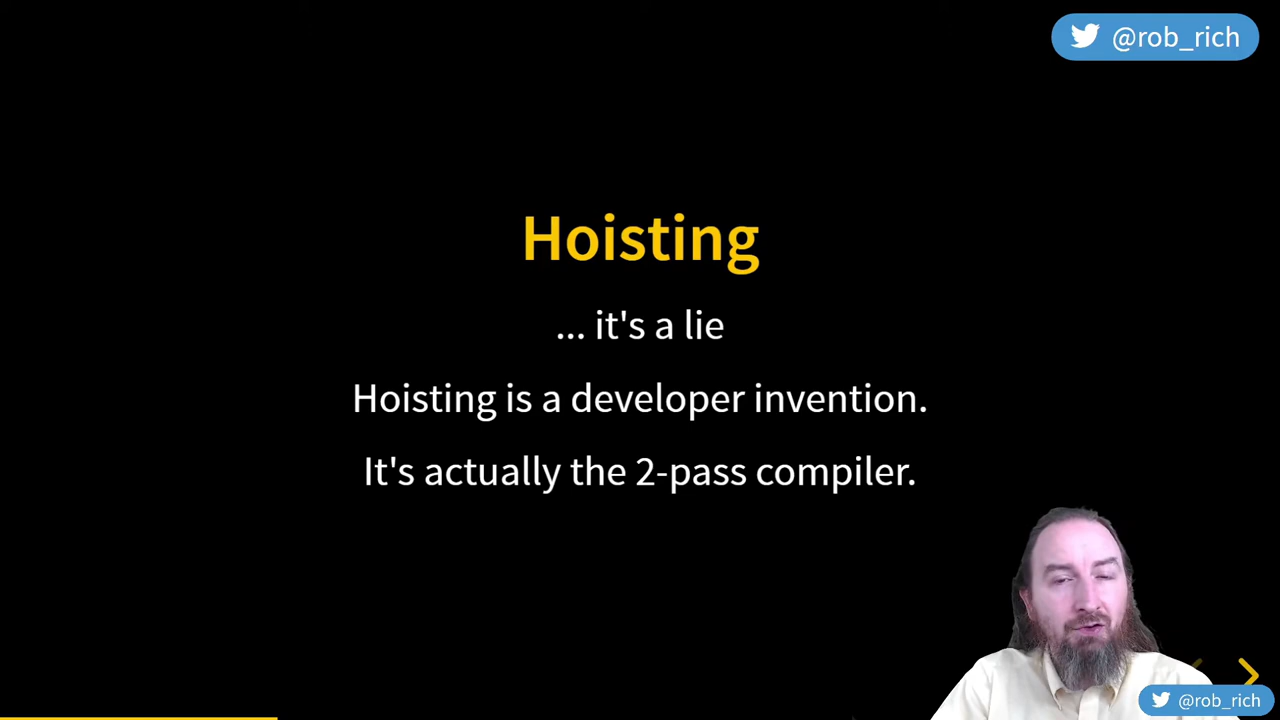 @rob_rich
Hoisting
... it's a lie
Hoisting is a developer invention.
It's actually the 2-pass compiler.
@rob_rich